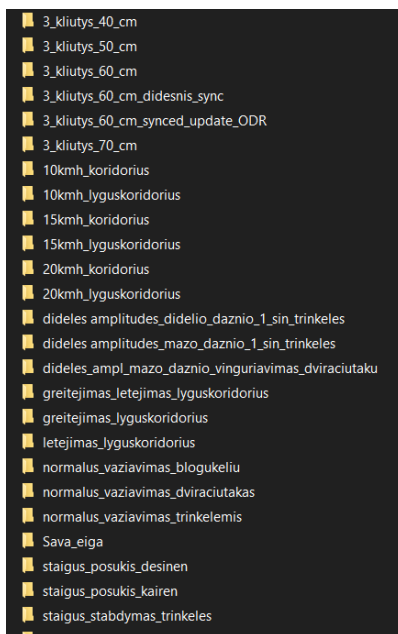 3_kliutys_40_cm
3_kliutys_50_cm
3_kliutys_60_cm
3_kliutys_60_cm_didesnis_sync
3_kliutys_60_cm_synced_update_ODR
3_kliutys_70_cm
10kmh_koridorius
10kmh_lyguskoridorius
15kmh_koridorius
15kmh_lyguskoridorius
20kmh_koridorius
20kmh_lyguskoridorius
dideles amplitudes_didelio_daznio_1_sin_trinkeles
dideles amplitudes_mazo_daznio_1_sin_trinkeles
dideles_ampl_mazo_daznio_vinguriavimas_dviraciutaku
greitejimas_letejimas_lyguskoridorius
greitejimas_lyguskoridorius
letejimas_lyguskoridorius
normalus_vaziavimas_blogukeliu
normalus_vaziavimas_dviraciutakas
normalus_vaziavimas_trinkelemis
Sava_eiga
staigus_posukis_desinen
staigus_posukis_kairen
staigus_stabdymas_trinkeles